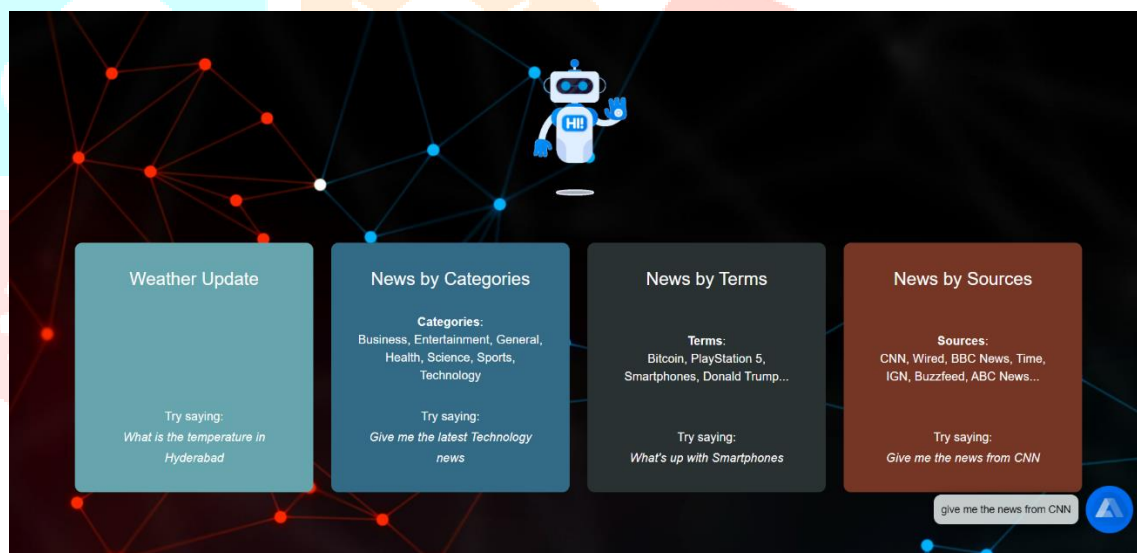 HI!
Weather Update
Try saying:
What is the temperature in
Hyderabad
News by Categories
Categories:
Business, Entertainment, General,
Health, Science, Sports,
Technology
Try saying:
Give me the latest Technology
news
News by Terms
Terms:
Bitcoin, PlayStation 5,
Smartphones, Donald Trump...
Try saying:
What's up with Smartphones
News by Sources
Sources:
CNN, Wired, BBC News, Time,
IGN, Buzzfeed, ABC News...
Try saying:
Give me the news from CNN
give me the news from CNN